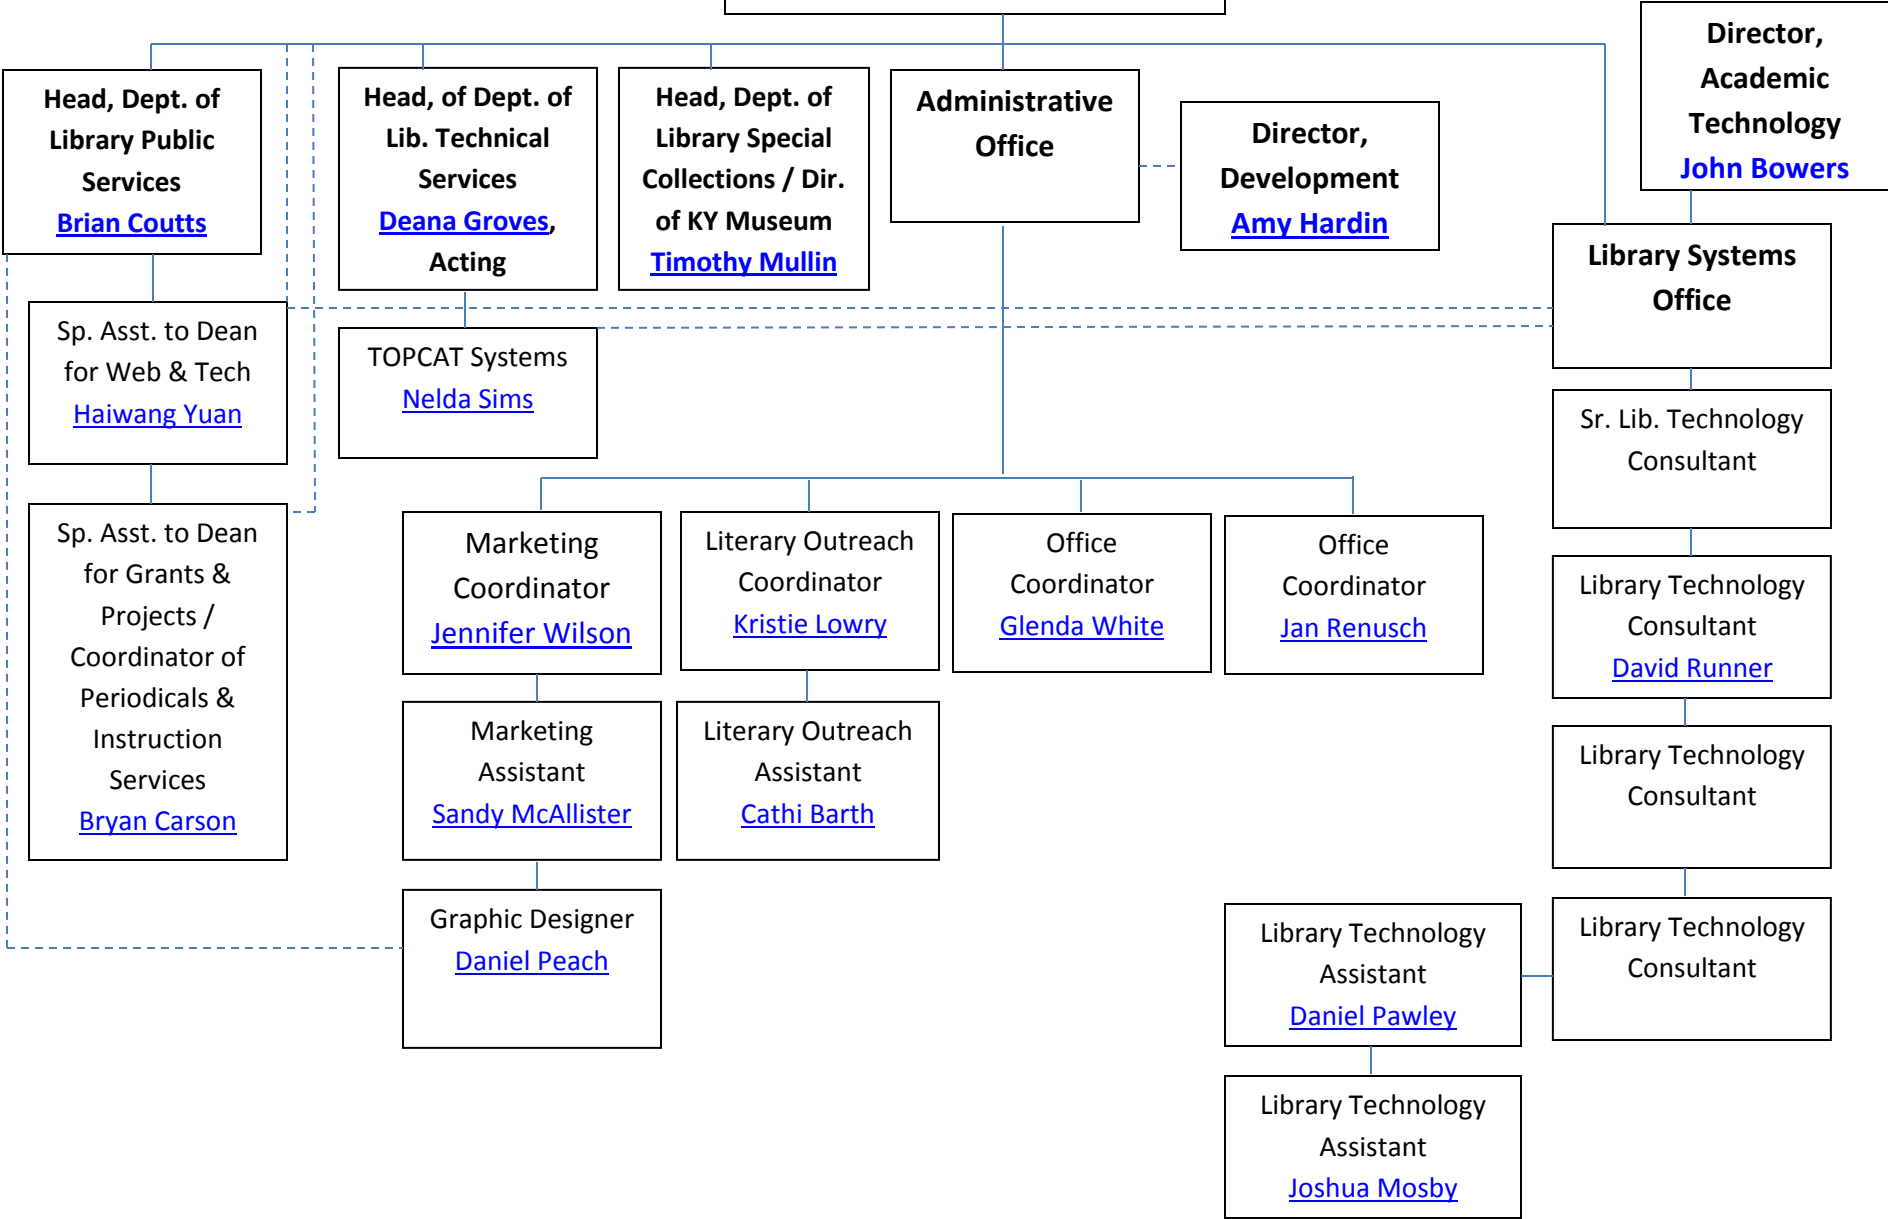 Director,
Academic
Technology
John Bowers
Head, Dept. of
Library Public
Services
Brian Coutts
Head, of Dept. of
Lib. Technical
Services
Deana Groves,
Acting
Head, Dept. of
Library Special
Collections / Dir.
of KY Museum
Timothy Mullin
Administrative
Office
Director,
Development
Amy Hardin
Library Systems
Office
Sp. Asst. to Dean
for Web & Tech
Haiwang Yuan
TOPCAT Systems
Nelda Sims
Sr. Lib. Technology
Consultant
Sp. Asst. to Dean
for Grants &
Projects /
Coordinator of
Periodicals &
Instruction
Services
Bryan Carson
Marketing
Coordinator
Jennifer Wilson
Literary Outreach
Coordinator
Kristie Lowry
Office
Coordinator
Glenda White
Office
Coordinator
Jan Renusch
Library Technology
Consultant
David Runner
Marketing
Assistant
Sandy McAllister
Literary Outreach
Assistant
Cathi Barth
Library Technology
Consultant
Graphic Designer
Daniel Peach
Library Technology
Assistant
Daniel Pawley
Library Technology
Consultant
Library Technology
Assistant
Joshua Mosby